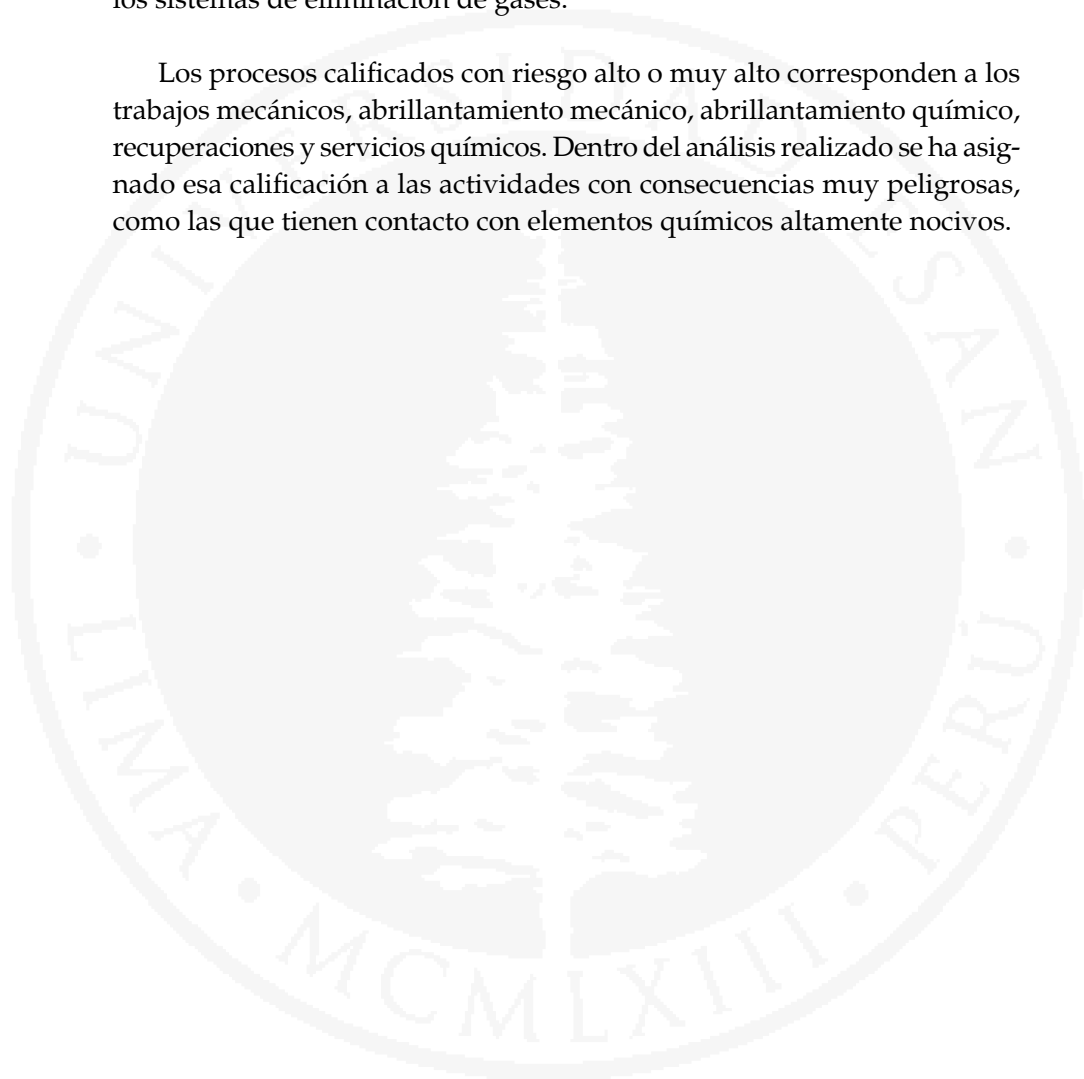 los sistemas de eliminación de gases.
Los procesos calificados con riesgo alto o muy alto corresponden a los
trabajos mecánicos, abrillantamiento mecánico, abrillantamiento químico,
recuperaciones y servicios químicos. Dentro del análisis realizado se ha asig-
nado esa calificación a las actividades con consecuencias muy peligrosas,
como las que tienen contacto con elementos químicos altamente nocivos.
UNIVERSIDAD ESAN
LIMA • MCMLXIII • PERÚ